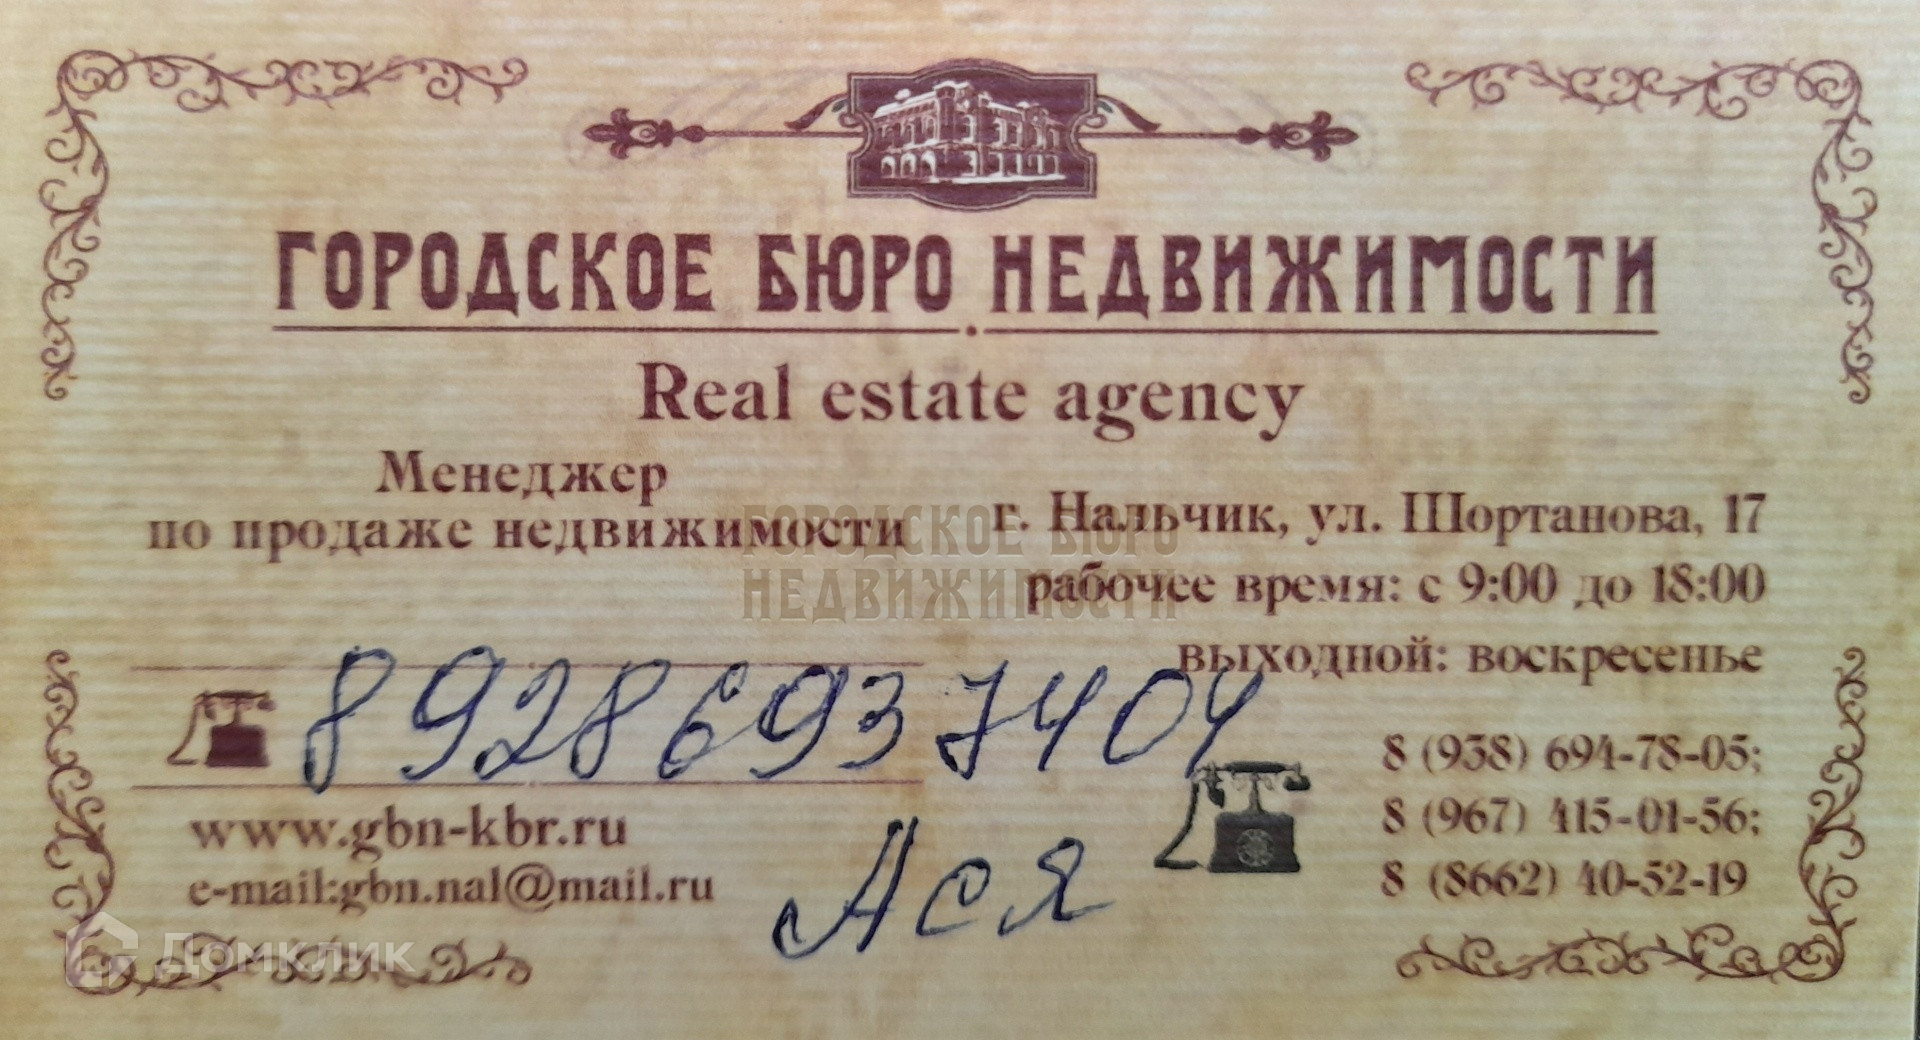 ГОРОДСКОЕ БЮРО НЕДВИЖИМОСТИ
Real estate agency
Менеджер
по продаже недвижимости
г. Нальчик, ул. Шортанова, 17
рабочее время: с 9:00 до 18:00
выходной: воскресенье
ГОРОДСКОЕ БЮРО
НЕДВИЖИМОСТИ
89286937404
www.gbn-kbr.ru
e-mail:gbn.nal@mail.ru
Ася
8 (938) 694-78-05;
8 (967) 415-01-56;
8 (8662) 40-52-19
Домклик